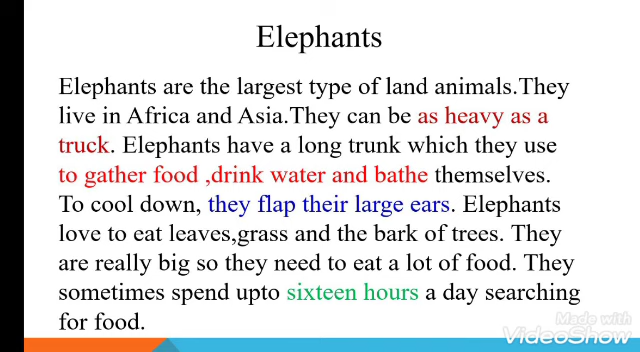 Elephants
Elephants are the largest type of land animals.They
live in Africa and Asia.They can be as heavy as a
truck. Elephants have a long trunk which they use
to gather food ,drink water and bathe themselves.
To cool down, they flap their large ears. Elephants
love to eat leaves,grass and the bark of trees. They
are really big so they need to eat a lot of food. They
sometimes spend upto sixteen hours a day searching
for food.
Made with
VideoShow